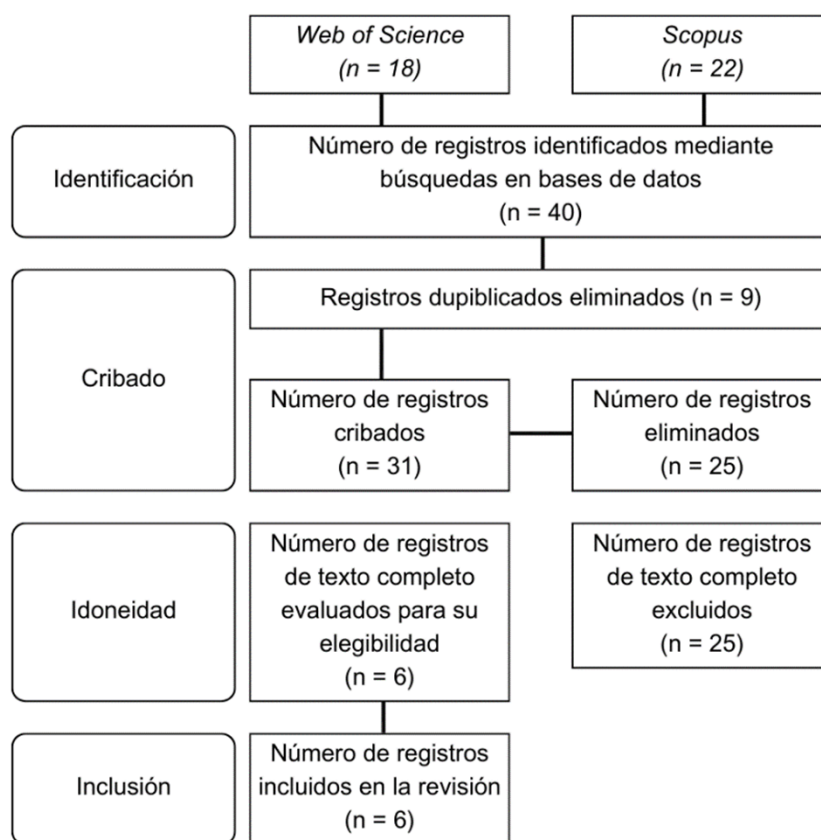 Web of Science
(n = 18)
Scopus
(n = 22)
Identificación
Número de registros identificados mediante
búsquedas en bases de datos
(n = 40)
Cribado
Registros dupiblicados eliminados (n = 9)
Número de registros
cribados
(n = 31)
Número de registros
eliminados
(n = 25)
Idoneidad
Número de registros
de texto completo
evaluados para su
elegibilidad
(n = 6)
Número de registros
de texto completo
excluidos
(n = 25)
Inclusión
Número de registros
incluidos en la revisión
(n = 6)